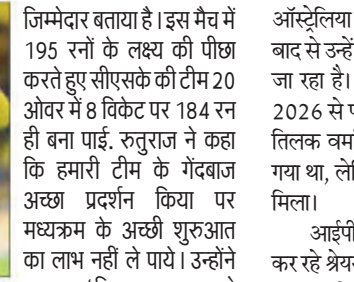 जिम्मेदार बताया है। इस मैच में
195 रनों के लक्ष्य की पीछा
करते हुए सीएसके की टीम 20
ओवर में 8 विकेट पर 184 रन
ही बना पाई. रुतुराज ने कहा
कि हमारी टीम के गेंदबाज
अच्छा प्रदर्शन किया पर
मध्यक्रम के अच्छी शुरुआत
का लाभ नहीं ले पाये। उन्होंने
ऑस्ट्रेलिया
बाद से उन्हें
जा रहा है।
2026 से
तिलक वर्मा
गया था,
मिला।
आईपी
कर रहे श्रेयस